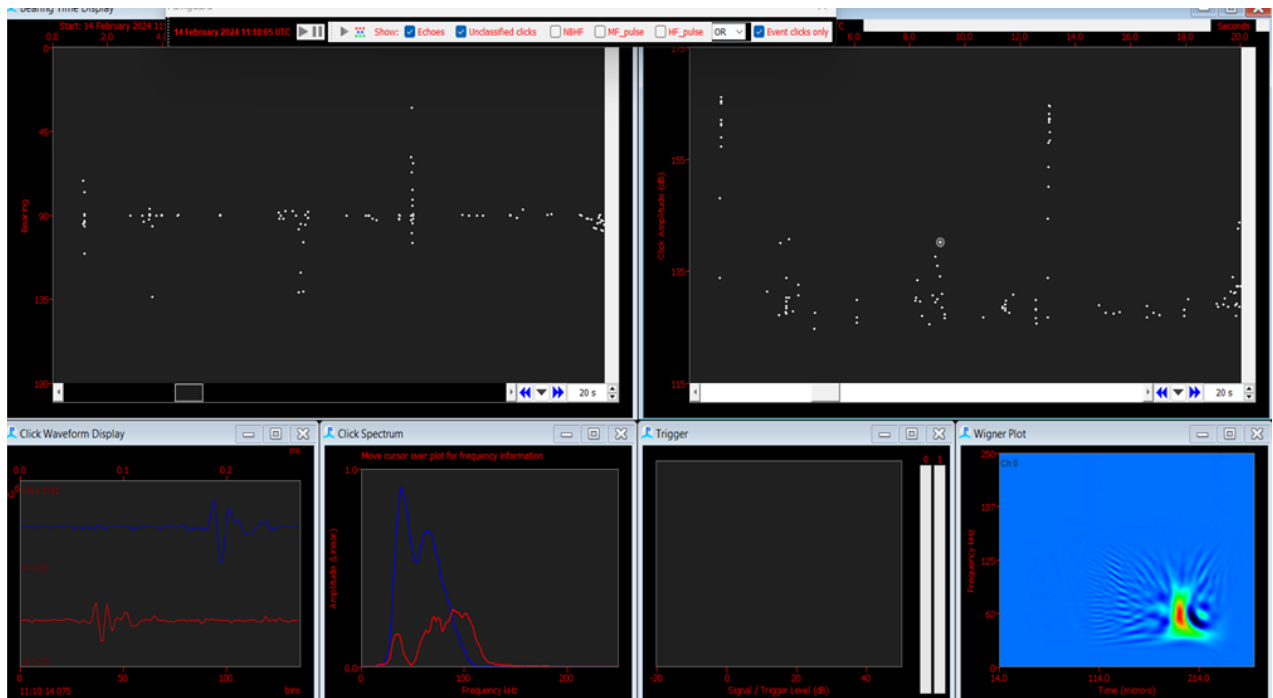 Bearing Time Display
Start: 14 February 2024 11:
0.0 2.0 4.0
14 February 2024 11:10:05 UTC
Show: Echoes Unclassified clicks NBHF MF_pulse HF_pulse OR Event clicks only
Seconds
6.0 8.0 10.0 12.0 14.0 16.0 18.0 20.0
0
45
90
135
180
Bearing
20 s
175
155
135
115
Click Amplitude (dB)
20 s
Click Waveform Display
ms
0.0 0.1 0.2
0 50 100
11:10:14.075
bins
Click Spectrum
Move cursor over plot for frequency information
1.0
0.0
Amplitude (Linear)
100 200
Frequency kHz
Trigger
0 1
-20 0 20 40
Signal / Trigger Level (dB)
Wigner Plot
Ch 0
250
187
125
62
0
Frequency kHz
14.0 114.0 214.0
Time (micro-s)